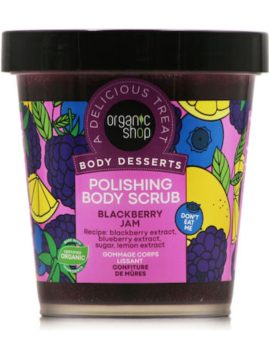 A DELICIOUS TREAT
organic
shop
BODY DESSERTS
POLISHING
BODY SCRUB
BLACKBERRY
JAM
Recipe: blackberry extract,
blueberry extract,
sugar, lemon extract
GOMMAGE CORPS
LISSANT
CONFITURE
DE MÛRES
DON'T
EAT
ME
CERTIFIED
ORGANIC